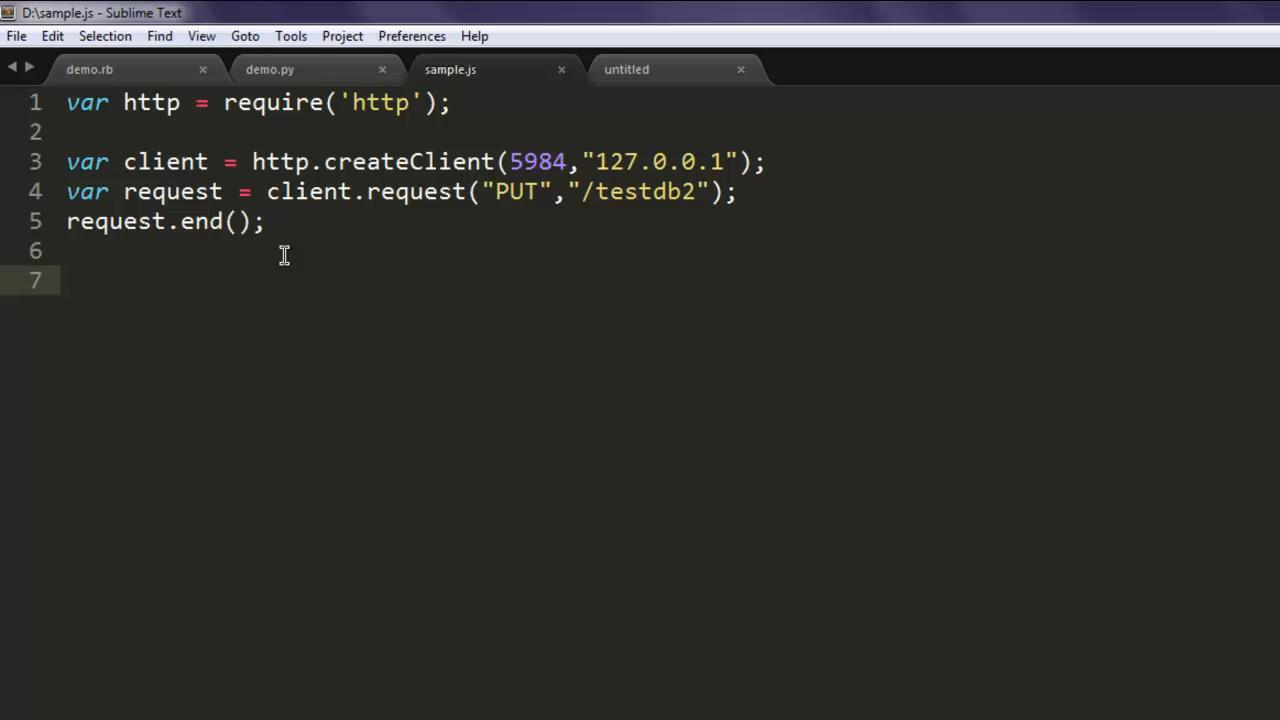 D:\sample.js - Sublime Text
File Edit Selection Find View Goto Tools Project Preferences Help
demo.rb × demo.py × sample.js × untitled ×
1 var http = require('http');
2
3 var client = http.createClient(5984,"127.0.0.1");
4 var request = client.request("PUT","/testdb2");
5 request.end();
6
7